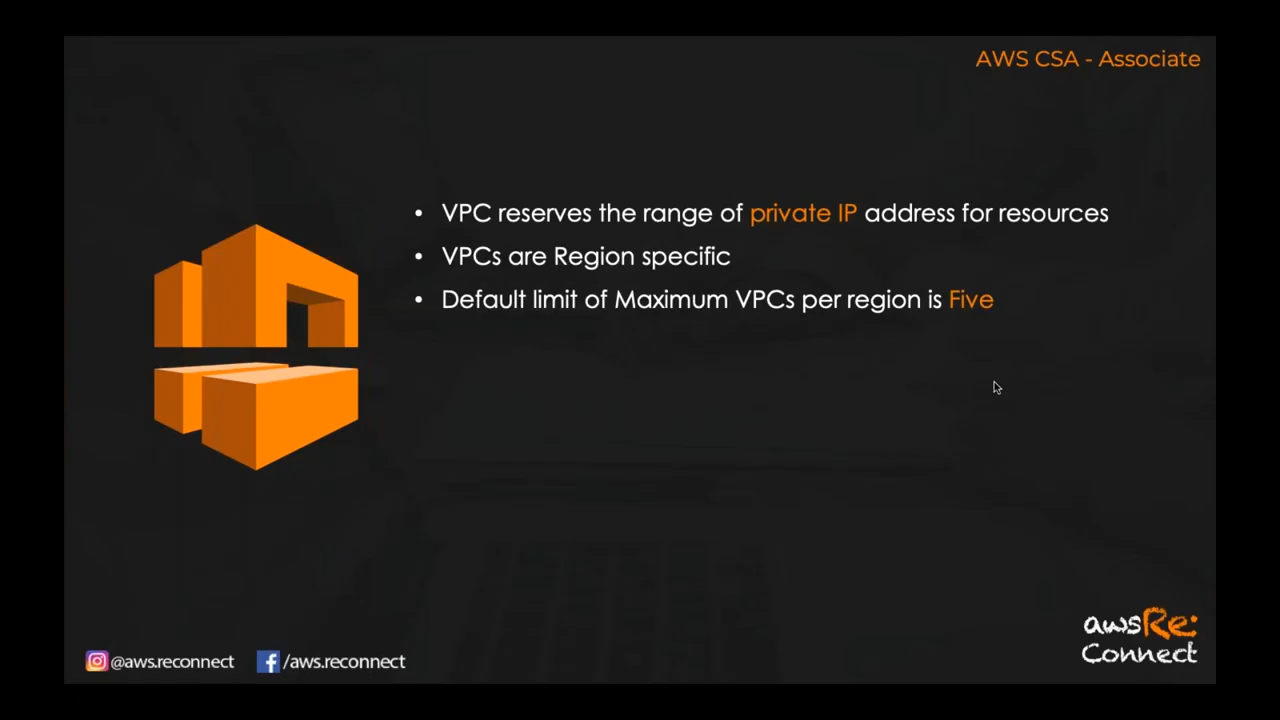 AWS CSA - Associate
• VPC reserves the range of private IP address for resources
• VPCs are Region specific
• Default limit of Maximum VPCs per region is Five
awsRe:
Connect
@aws.reconnect
/aws.reconnect